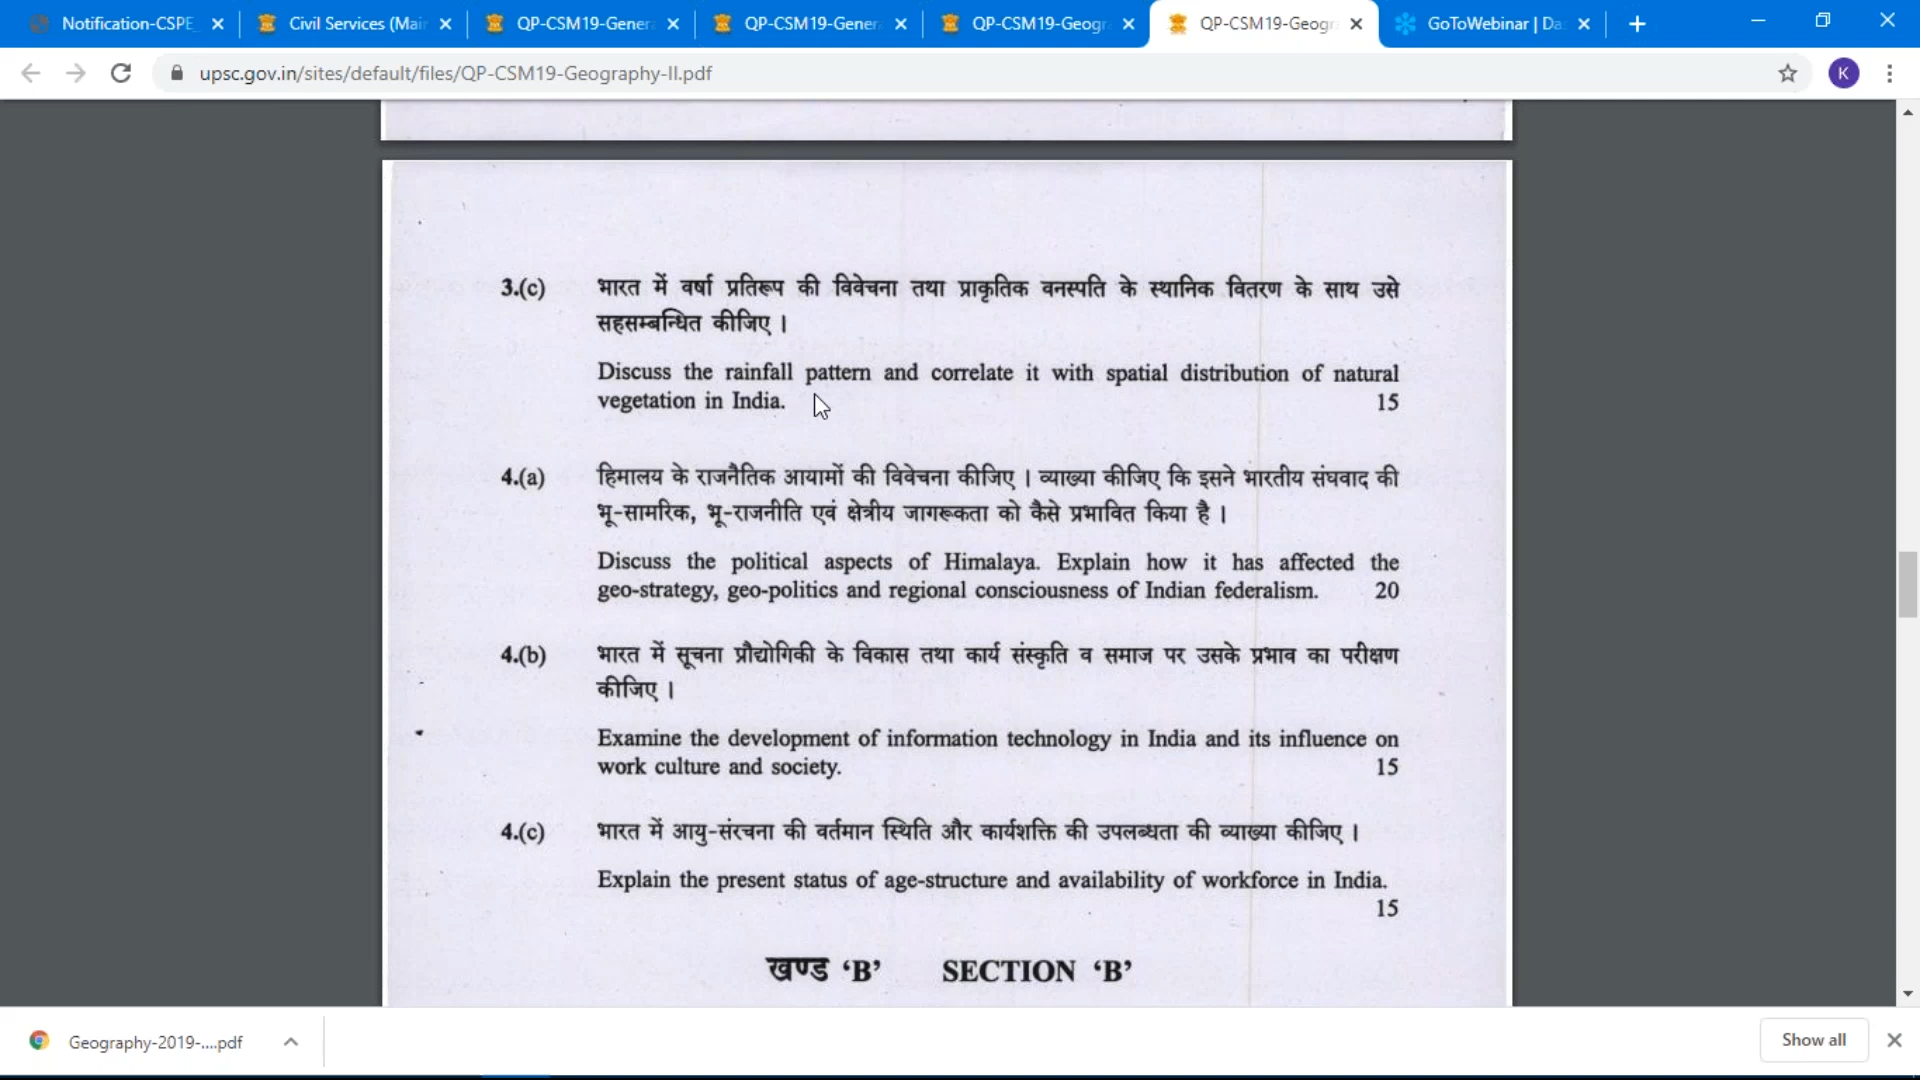 Notification-CSPE
Civil Services (Mai
QP-CSM19-Gener
QP-CSM19-Gener
QP-CSM19-Geogr
QP-CSM19-Geogr
GoToWebinar | Da
upsc.gov.in/sites/default/files/QP-CSM19-Geography-II.pdf
K
3.(c) भारत में वर्षा प्रतिरूप की विवेचना तथा प्राकृतिक वनस्पति के स्थानिक वितरण के साथ उसे
सहसम्बन्धित कीजिए ।
Discuss the rainfall pattern and correlate it with spatial distribution of natural
vegetation in India. 15
4.(a) हिमालय के राजनैतिक आयामों की विवेचना कीजिए । व्याख्या कीजिए कि इसने भारतीय संघवाद की
भू-सामरिक, भू-राजनीति एवं क्षेत्रीय जागरूकता को कैसे प्रभावित किया है ।
Discuss the political aspects of Himalaya. Explain how it has affected the
geo-strategy, geo-politics and regional consciousness of Indian federalism. 20
4.(b) भारत में सूचना प्रौद्योगिकी के विकास तथा कार्य संस्कृति व समाज पर उसके प्रभाव का परीक्षण
कीजिए ।
Examine the development of information technology in India and its influence on
work culture and society. 15
4.(c) भारत में आयु-संरचना की वर्तमान स्थिति और कार्यशक्ति की उपलब्धता की व्याख्या कीजिए ।
Explain the present status of age-structure and availability of workforce in India.
15
खण्ड ‘B’ SECTION ‘B’
Geography-2019-....pdf
Show all